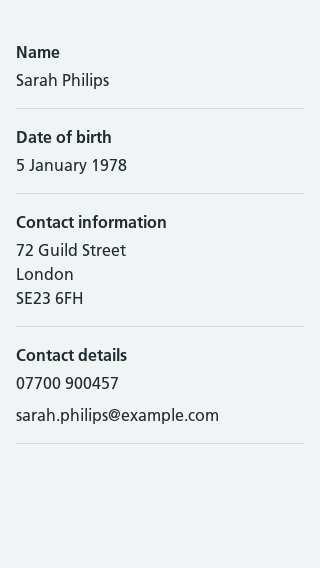 Name
Sarah Philips
Date of birth
5 January 1978
Contact information
72 Guild Street
London
SE23 6FH
Contact details
07700 900457
sarah.philips@example.com